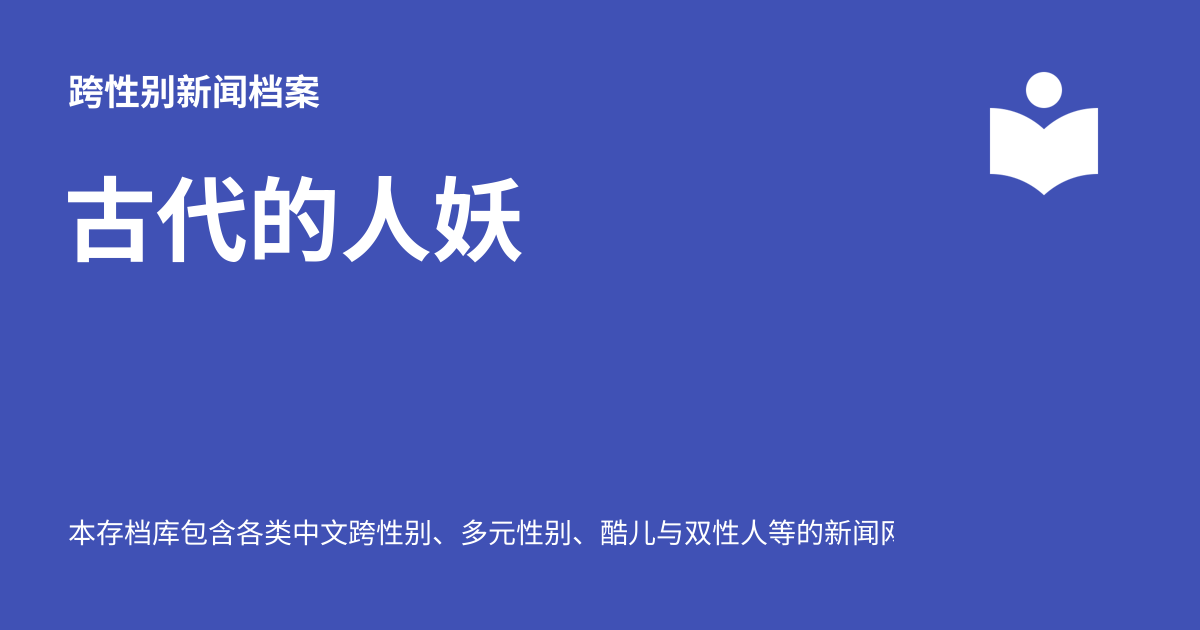 跨性别新闻档案
古代的人妖
本存档库包含各类中文跨性别、多元性别、酷儿与双性人等的新闻